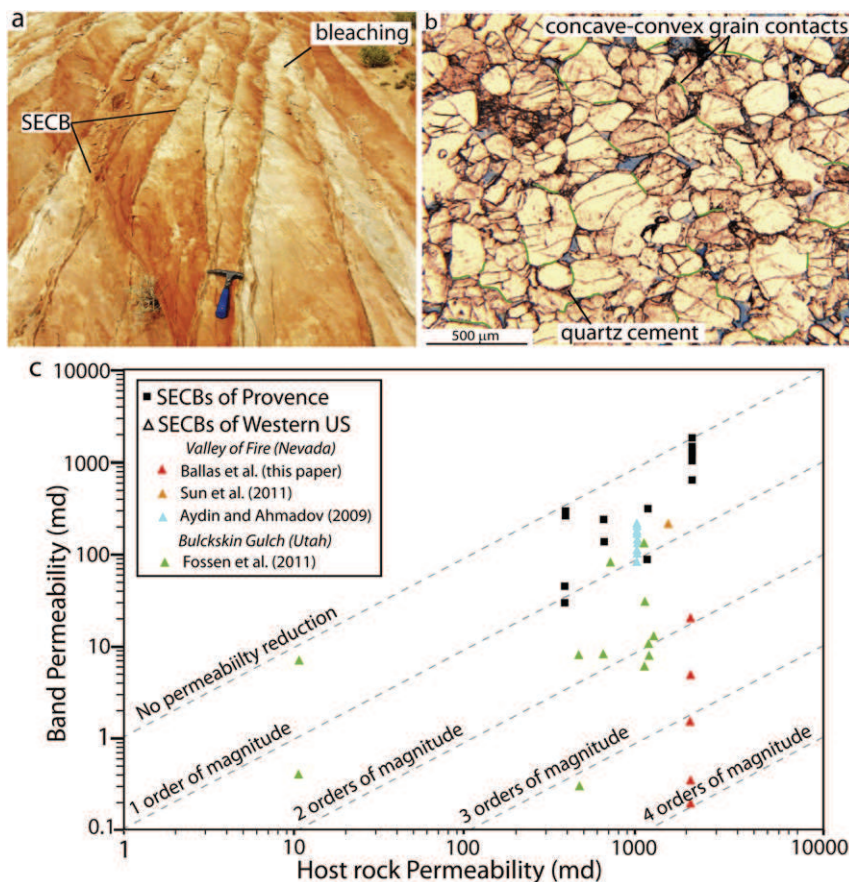 a
bleaching
SECB
b
concave-convex grain contacts
quartz cement
500 µm
c
10000
1000
100
10
1
0.1
Band Permeability (md)
SECBs of Provence
SECBs of Western US
Valley of Fire (Nevada)
Ballas et al. (this paper)
Sun et al. (2011)
Aydin and Ahmadov (2009)
Bulckskin Gulch (Utah)
Fossen et al. (2011)
No permeabiilty reduction
1 order of magnitude
2 orders of magnitude
3 orders of magnitude
4 orders of magnitude
1
10
100
1000
10000
Host rock Permeability (md)